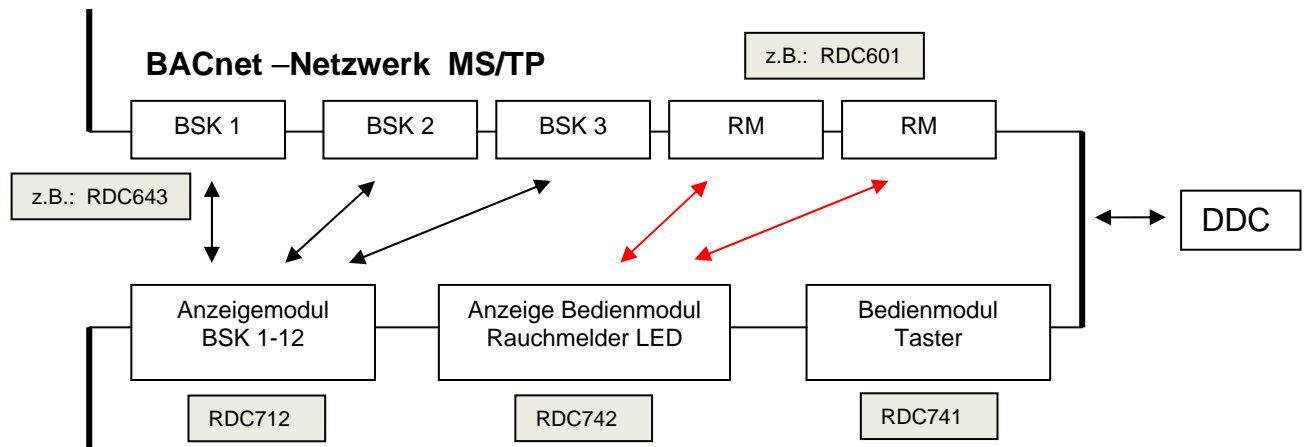 BACnet –Netzwerk MS/TP
z.B.: RDC601
BSK 1
BSK 2
BSK 3
RM
RM
z.B.: RDC643
DDC
Anzeigemodul
BSK 1-12
Anzeige Bedienmodul
Rauchmelder LED
Bedienmodul
Taster
RDC712
RDC742
RDC741